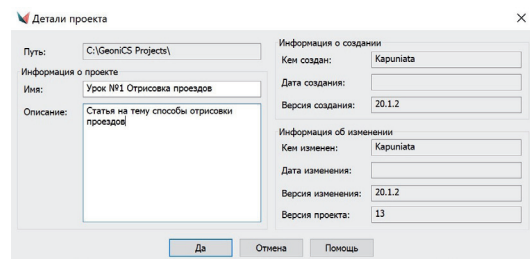 Детали проекта
Путь: C:\GeoniCS Projects\
Информация о проекте
Имя: Урок №1 Отрисовка проездов
Описание: Статья на тему способы отрисовки
проездов
Информация о создании
Кем создан: Kapuniata
Дата создания:
Версия создания: 20.1.2
Информация об изменении
Кем изменен: Kapuniata
Дата изменения:
Версия изменения: 20.1.2
Версия проекта: 13
Да Отмена Помощь